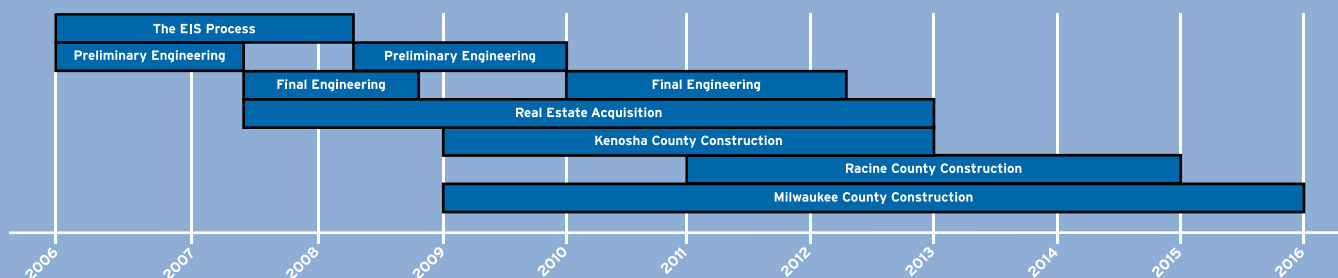 The EIS Process
Preliminary Engineering
Preliminary Engineering
Final Engineering
Final Engineering
Real Estate Acquisition
Kenosha County Construction
Racine County Construction
Milwaukee County Construction
2006
2007
2008
2009
2010
2011
2012
2013
2014
2015
2016